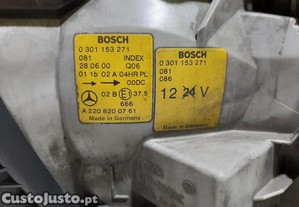 BOSCH
0 301 153 271
081 INDEX
28.06.00 Q06
01 1b 02 A 04HR PL
00DC
02 B E1 37.5
666
A 220 820 07 61
Made in Germany
BOSCH
0 301 153 271
081
086
12 24 V
Made in Germany
CustoJusto.pt